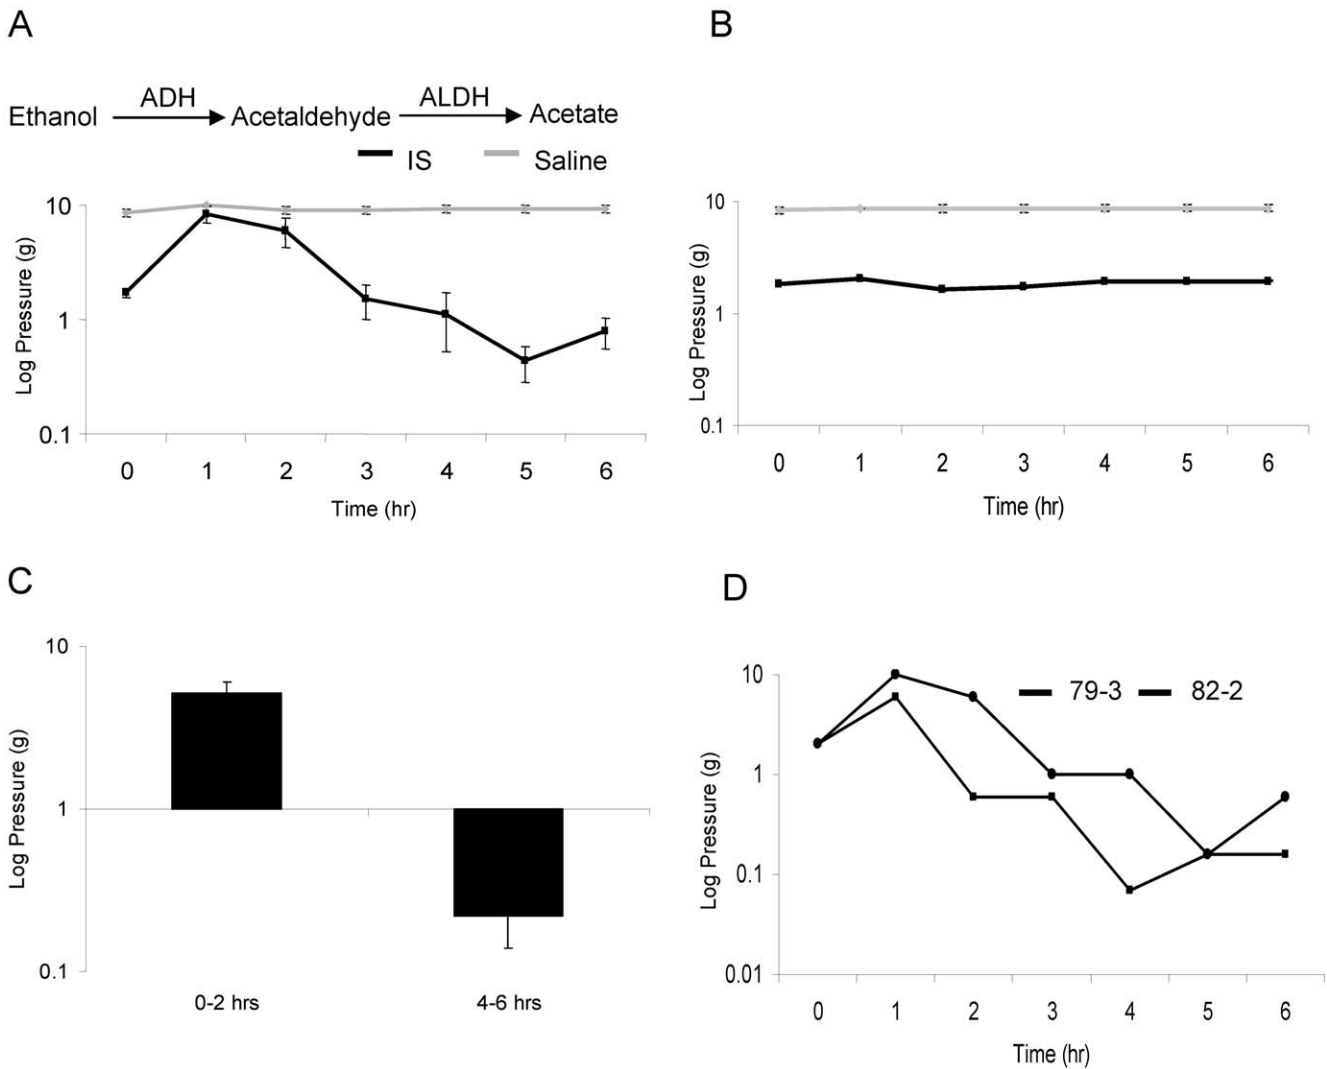 A
B
ADH
ALDH
Ethanol
Acetaldehyde
Acetate
IS
Saline
10
1
0.1
Log Pressure (g)
0 1 2 3 4 5 6
Time (hr)
10
1
0.1
Log Pressure (g)
0 1 2 3 4 5 6
Time (hr)
C
10
1
0.1
Log Pressure (g)
0-2 hrs
4-6 hrs
D
79-3
82-2
10
1
0.1
0.01
Log Pressure (g)
0 1 2 3 4 5 6
Time (hr)